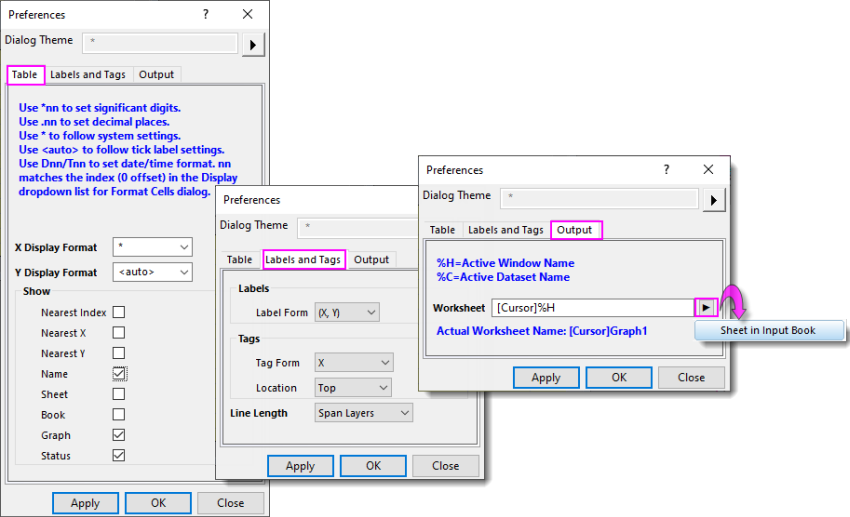 Preferences ? ×
Dialog Theme *
Table Labels and Tags Output
Use *nn to set significant digits.
Use .nn to set decimal places.
Use * to follow system settings.
Use <auto> to follow tick label settings.
Use Dnn/Tnn to set date/time format. nn
matches the index (0 offset) in the Display
dropdown list for Format Cells dialog.
X Display Format *
Y Display Format <auto>
Show
Nearest Index
Nearest X
Nearest Y
Name
Sheet
Book
Graph
Status
Apply OK Close
Preferences
Dialog Theme *
Table Labels and Tags Output
Labels
Label Form (X, Y)
Tags
Tag Form X
Location Top
Line Length Span Layers
Apply OK Close
Preferences ? ×
Dialog Theme *
Table Labels and Tags Output
%H=Active Window Name
%C=Active Dataset Name
Worksheet [Cursor]%H
Actual Worksheet Name: [Cursor]Graph1
Apply OK Close
Sheet in Input Book